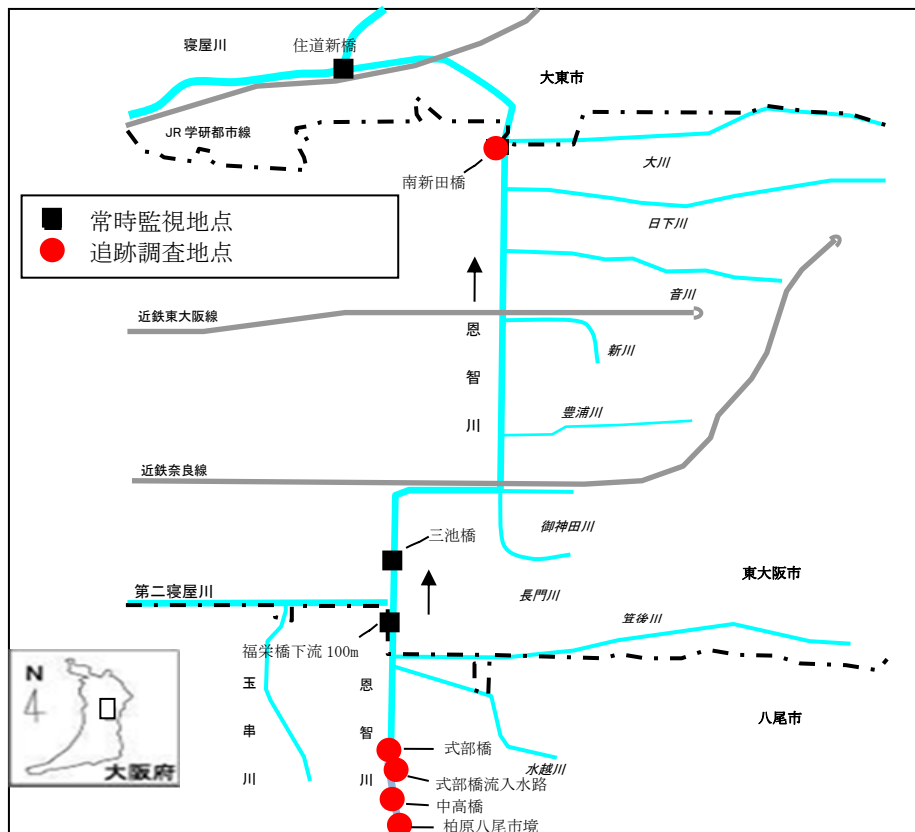 寝屋川
住道新橋
大東市
JR 学研都市線
大川
南新田橋
常時監視地点
追跡調査地点
日下川
音川
近鉄東大阪線
恩智川
新川
豊浦川
近鉄奈良線
御神田川
三池橋
東大阪市
第二寝屋川
長門川
箕後川
福栄橋下流 100m
玉串川
恩智川
八尾市
N
4
大阪府
水越川
式部橋
式部橋流入水路
中高橋
柏原八尾市境